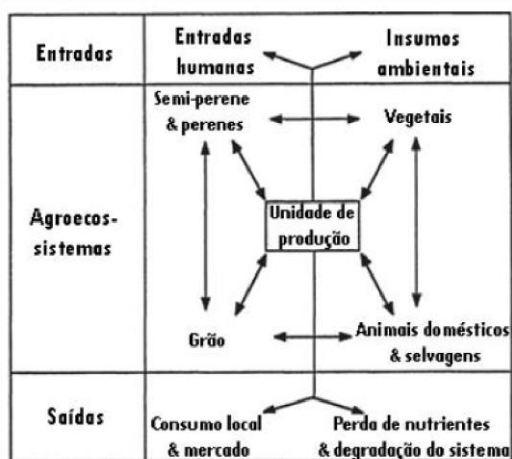 Entradas
Entradas
humanas
Insumos
ambientais
Agroecos-
sistemas
Semi-perene
& perenes
Vegetais
Unidade de
produção
Grão
Animais domésticos
& selvagens
Saídas
Consumo local
& mercado
Perda de nutrientes
& degradação do sistema